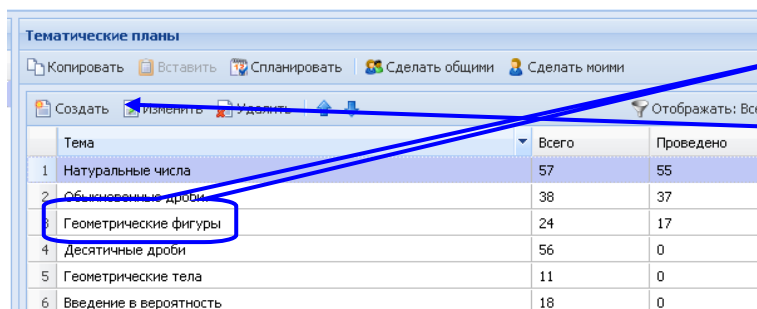 Тематические планы
Копировать Вставить Спланировать Сделать общими Сделать моими
Создать Изменить Удалить Отображать: Все
Тема Всего Проведено
1 Натуральные числа 57 55
2 Обыкновенные дроби 38 37
3 Геометрические фигуры 24 17
4 Десятичные дроби 56 0
5 Геометрические тела 11 0
6 Введение в вероятность 18 0